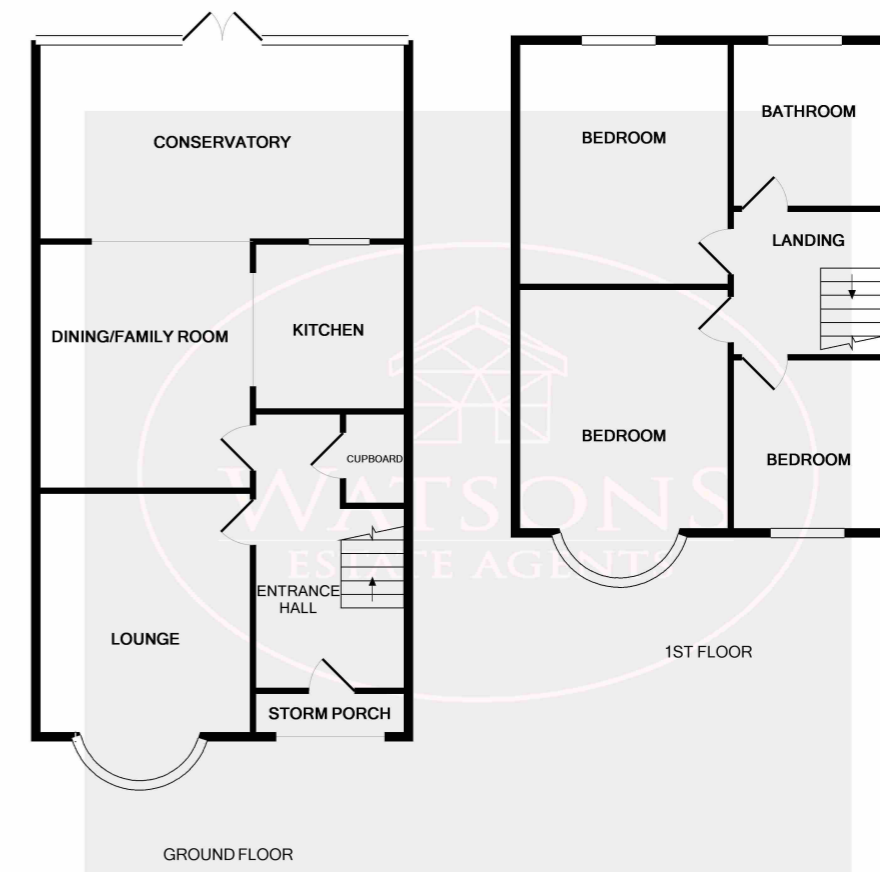 CONSERVATORY
DINING/FAMILY ROOM
KITCHEN
CUPBOARD
ENTRANCE
HALL
LOUNGE
STORM PORCH
GROUND FLOOR
BEDROOM
BATHROOM
LANDING
BEDROOM
BEDROOM
1ST FLOOR
WATSONS
ESTATE AGENTS